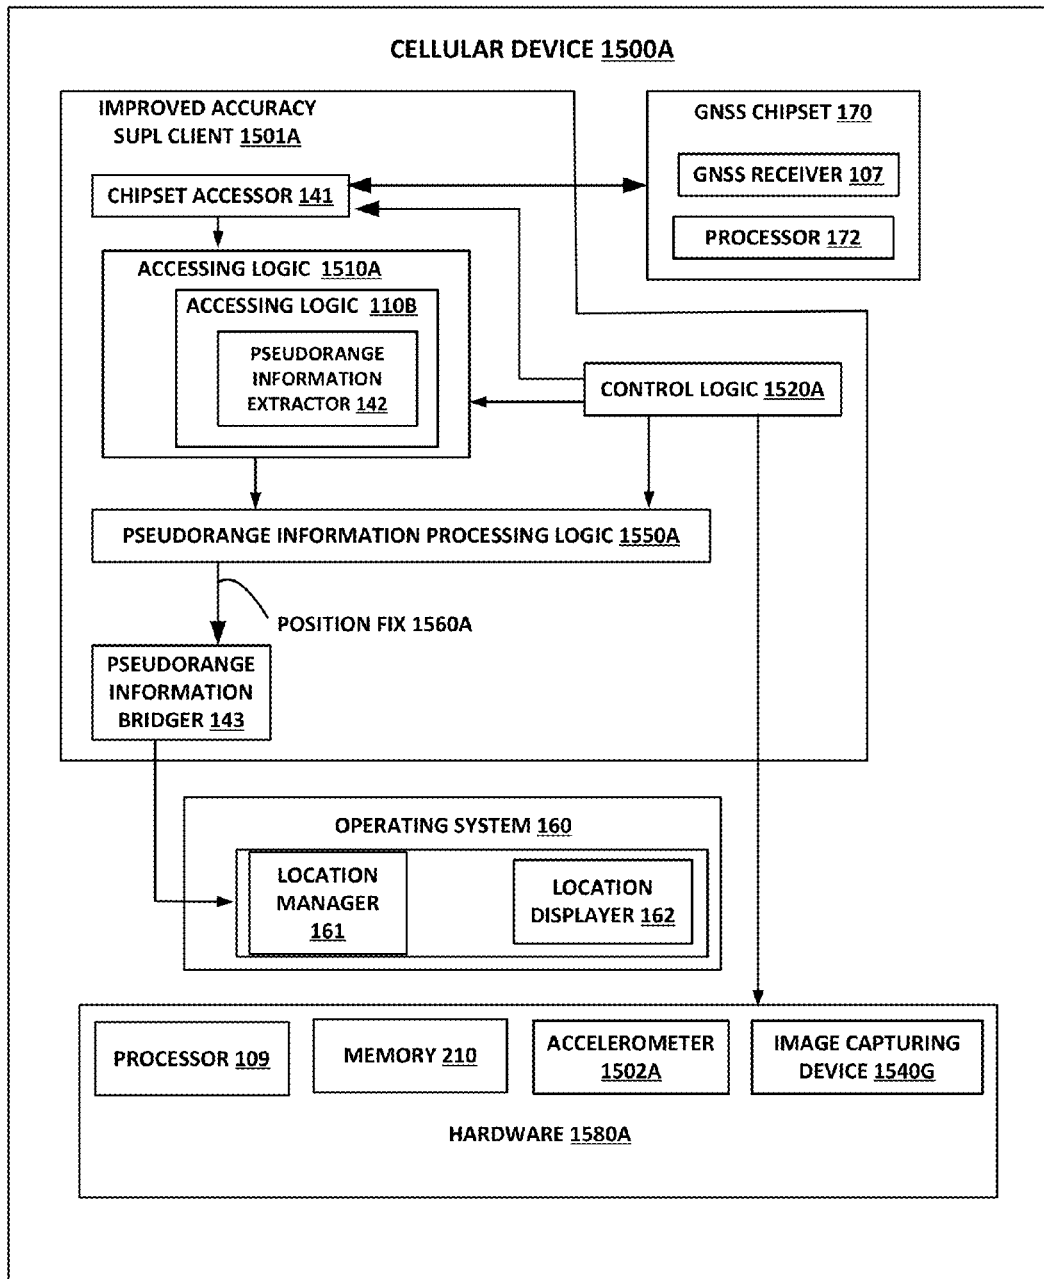 CELLULAR DEVICE 1500A
IMPROVED ACCURACY
SUPL CLIENT 1501A
GNSS CHIPSET 170
GNSS RECEIVER 107
PROCESSOR 172
CHIPSET ACCESSOR 141
ACCESSING LOGIC 1510A
ACCESSING LOGIC 110B
PSEUDORANGE
INFORMATION
EXTRACTOR 142
CONTROL LOGIC 1520A
PSEUDORANGE INFORMATION PROCESSING LOGIC 1550A
POSITION FIX 1560A
PSEUDORANGE
INFORMATION
BRIDGER 143
OPERATING SYSTEM 160
LOCATION
MANAGER
161
LOCATION
DISPLAYER 162
PROCESSOR 109
MEMORY 210
ACCELEROMETER
1502A
IMAGE CAPTURING
DEVICE 1540G
HARDWARE 1580A